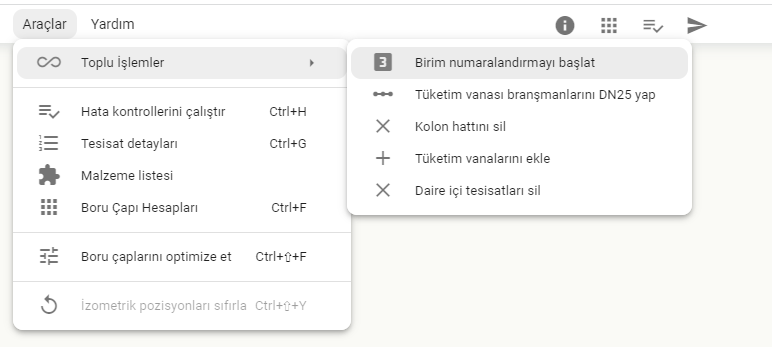 Araçlar Yardım
Toplu İşlemler
3 Birim numaralandırmayı başlat
Tüketim vanası branşmanlarını DN25 yap
Kolon hattını sil
Tüketim vanalarını ekle
Daire içi tesisatları sil
Hata kontrollerini çalıştır Ctrl+H
Tesisat detayları Ctrl+G
Malzeme listesi
Boru Çapı Hesapları Ctrl+F
Boru çaplarını optimize et Ctrl+⇧+F
İzometrik pozisyonları sıfırla Ctrl+⇧+Y